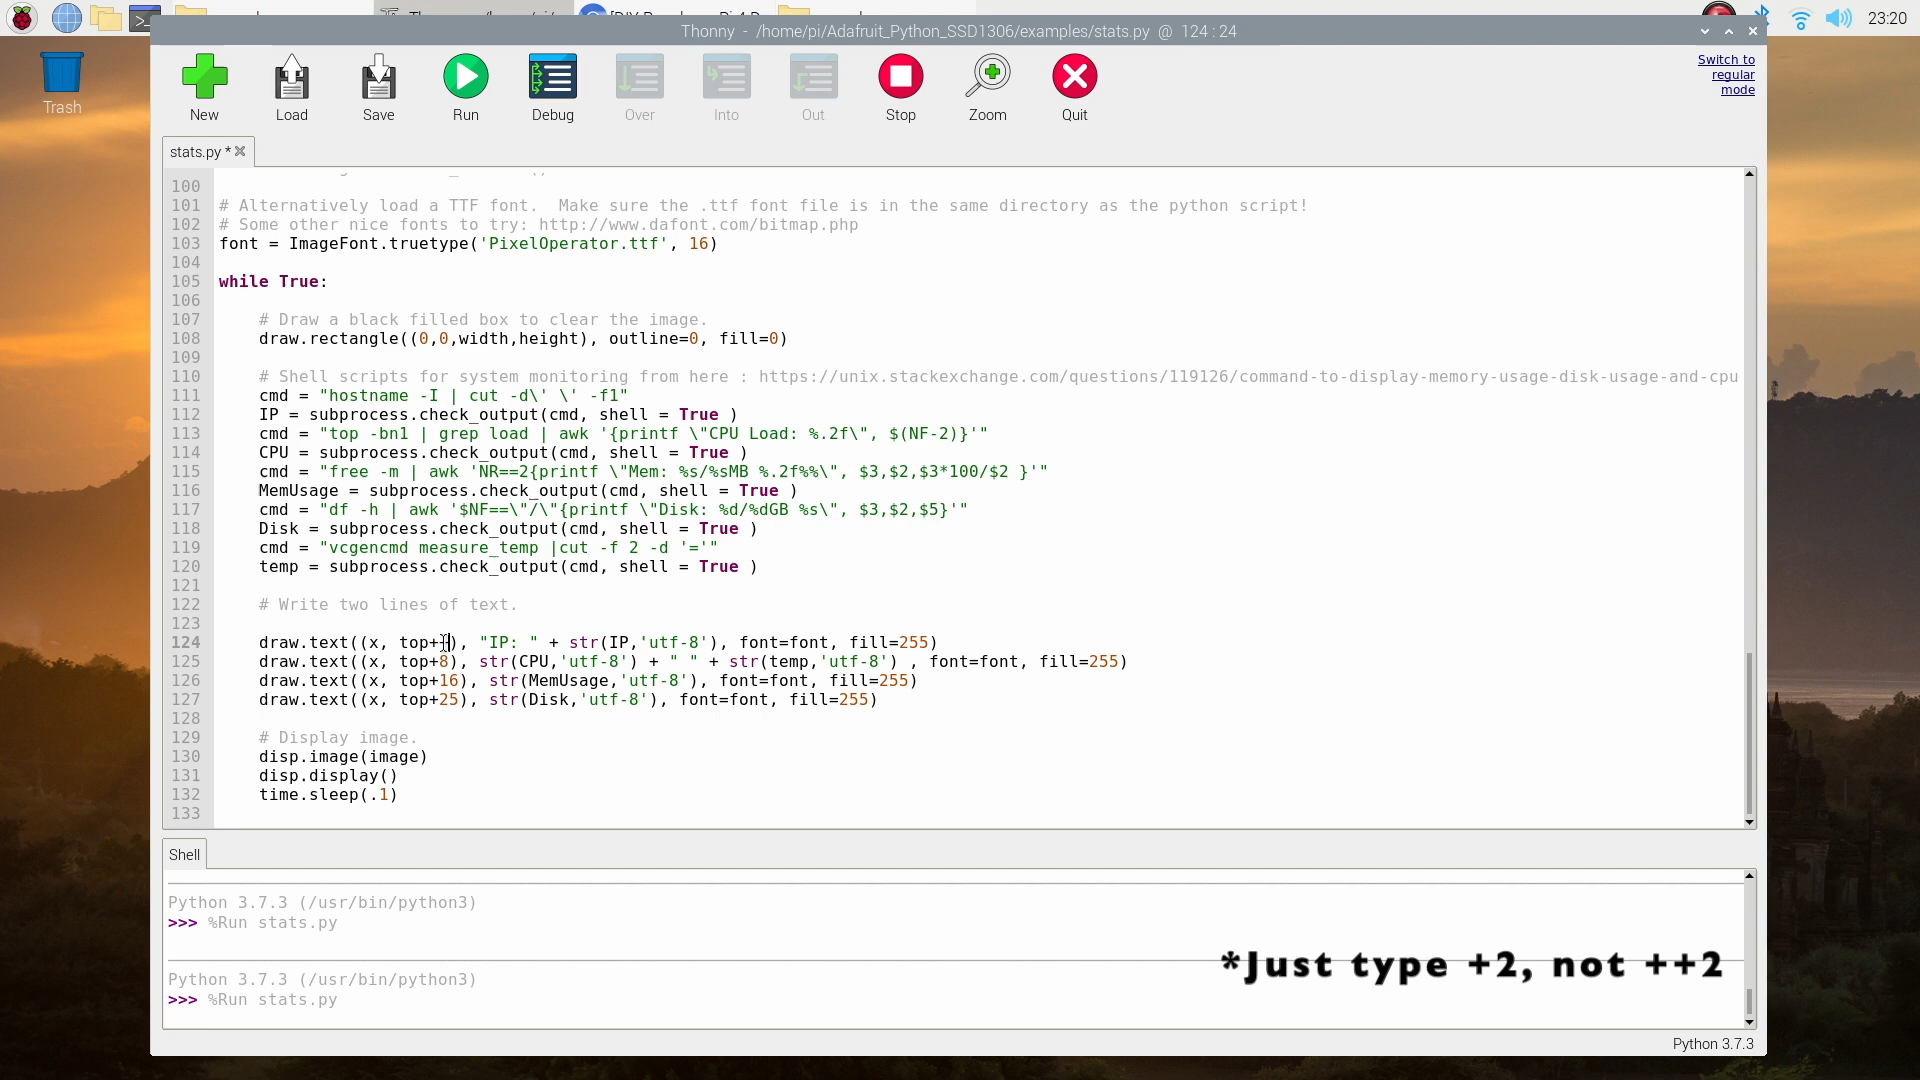 23:20
Thonny - /home/pi/Adafruit_Python_SSD1306/examples/stats.py @ 124 : 24
Trash
New
Load
Save
Run
Debug
Over
Into
Out
Stop
Zoom
Quit
Switch to
regular
mode
stats.py *
100
101 # Alternatively load a TTF font.  Make sure the .ttf font file is in the same directory as the python script!
102 # Some other nice fonts to try: http://www.dafont.com/bitmap.php
103 font = ImageFont.truetype('PixelOperator.ttf', 16)
104
105 while True:
106
107     # Draw a black filled box to clear the image.
108     draw.rectangle((0,0,width,height), outline=0, fill=0)
109
110     # Shell scripts for system monitoring from here : https://unix.stackexchange.com/questions/119126/command-to-display-memory-usage-disk-usage-and-cpu
111     cmd = "hostname -I | cut -d\' \' -f1"
112     IP = subprocess.check_output(cmd, shell = True )
113     cmd = "top -bn1 | grep load | awk '{printf \"CPU Load: %.2f\", $(NF-2)}'"
114     CPU = subprocess.check_output(cmd, shell = True )
115     cmd = "free -m | awk 'NR==2{printf \"Mem: %s/%sMB %.2f%%\", $3,$2,$3*100/$2 }'"
116     MemUsage = subprocess.check_output(cmd, shell = True )
117     cmd = "df -h | awk '$NF==\"/\"{printf \"Disk: %d/%dGB %s\", $3,$2,$5}'"
118     Disk = subprocess.check_output(cmd, shell = True )
119     cmd = "vcgencmd measure_temp |cut -f 2 -d '='"
120     temp = subprocess.check_output(cmd, shell = True )
121
122     # Write two lines of text.
123
124     draw.text((x, top+), "IP: " + str(IP,'utf-8'), font=font, fill=255)
125     draw.text((x, top+8), str(CPU,'utf-8') + " " + str(temp,'utf-8') , font=font, fill=255)
126     draw.text((x, top+16), str(MemUsage,'utf-8'), font=font, fill=255)
127     draw.text((x, top+25), str(Disk,'utf-8'), font=font, fill=255)
128
129     # Display image.
130     disp.image(image)
131     disp.display()
132     time.sleep(.1)
133
Shell
Python 3.7.3 (/usr/bin/python3)
>>> %Run stats.py
Python 3.7.3 (/usr/bin/python3)
>>> %Run stats.py
*Just type +2, not ++2
Python 3.7.3